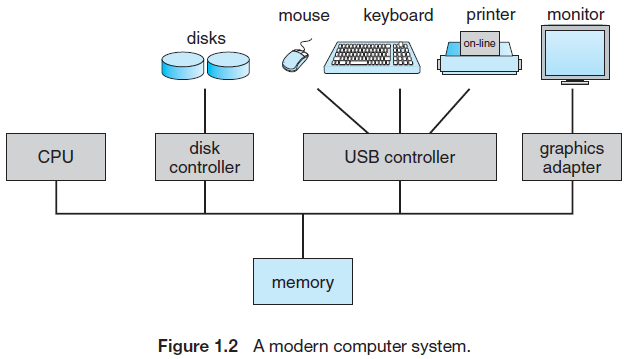 mouse
keyboard
printer
monitor
disks
on-line
CPU
disk
controller
USB controller
graphics
adapter
memory
Figure 1.2 A modern computer system.